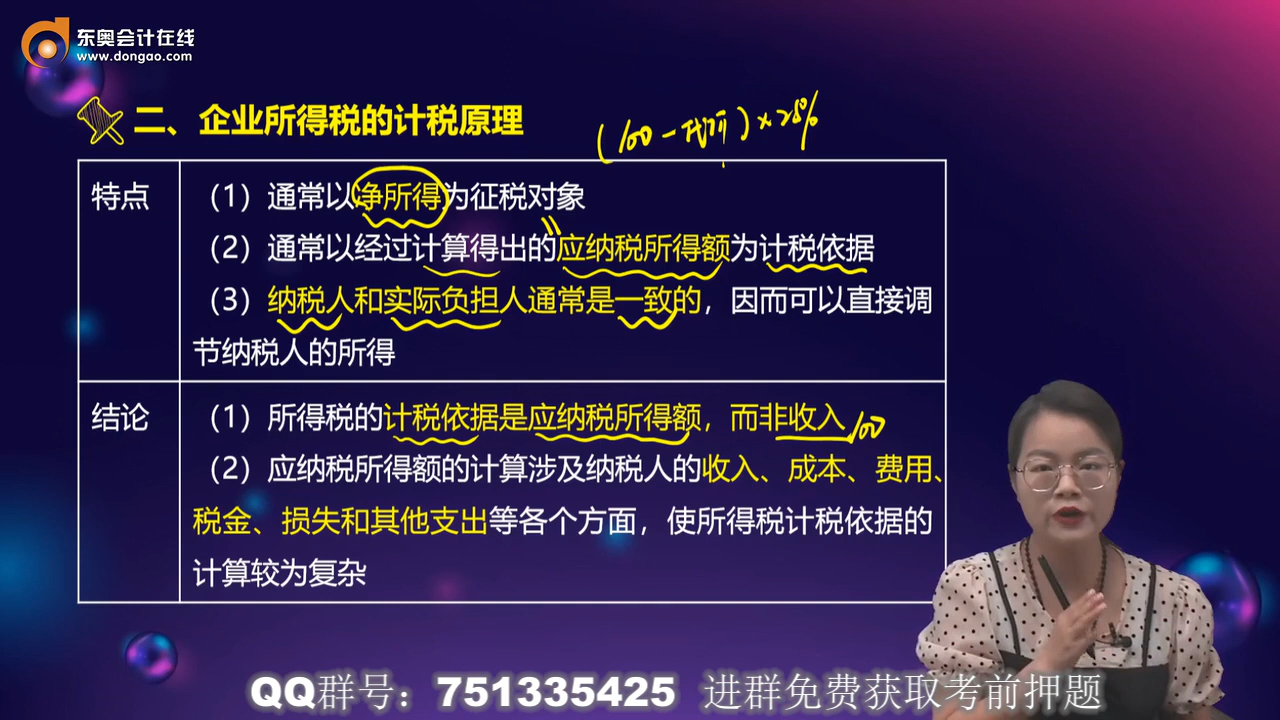 东奥会计在线
www.dongao.com
二、企业所得税的计税原理
(100－扣项)×25%
特点
（1）通常以净所得为征税对象
（2）通常以经过计算得出的应纳税所得额为计税依据
（3）纳税人和实际负担人通常是一致的，因而可以直接调
节纳税人的所得
结论
（1）所得税的计税依据是应纳税所得额，而非收入 100
（2）应纳税所得额的计算涉及纳税人的收入、成本、费用、
税金、损失和其他支出等各个方面，使所得税计税依据的
计算较为复杂
QQ群号：751335425 进群免费获取考前押题